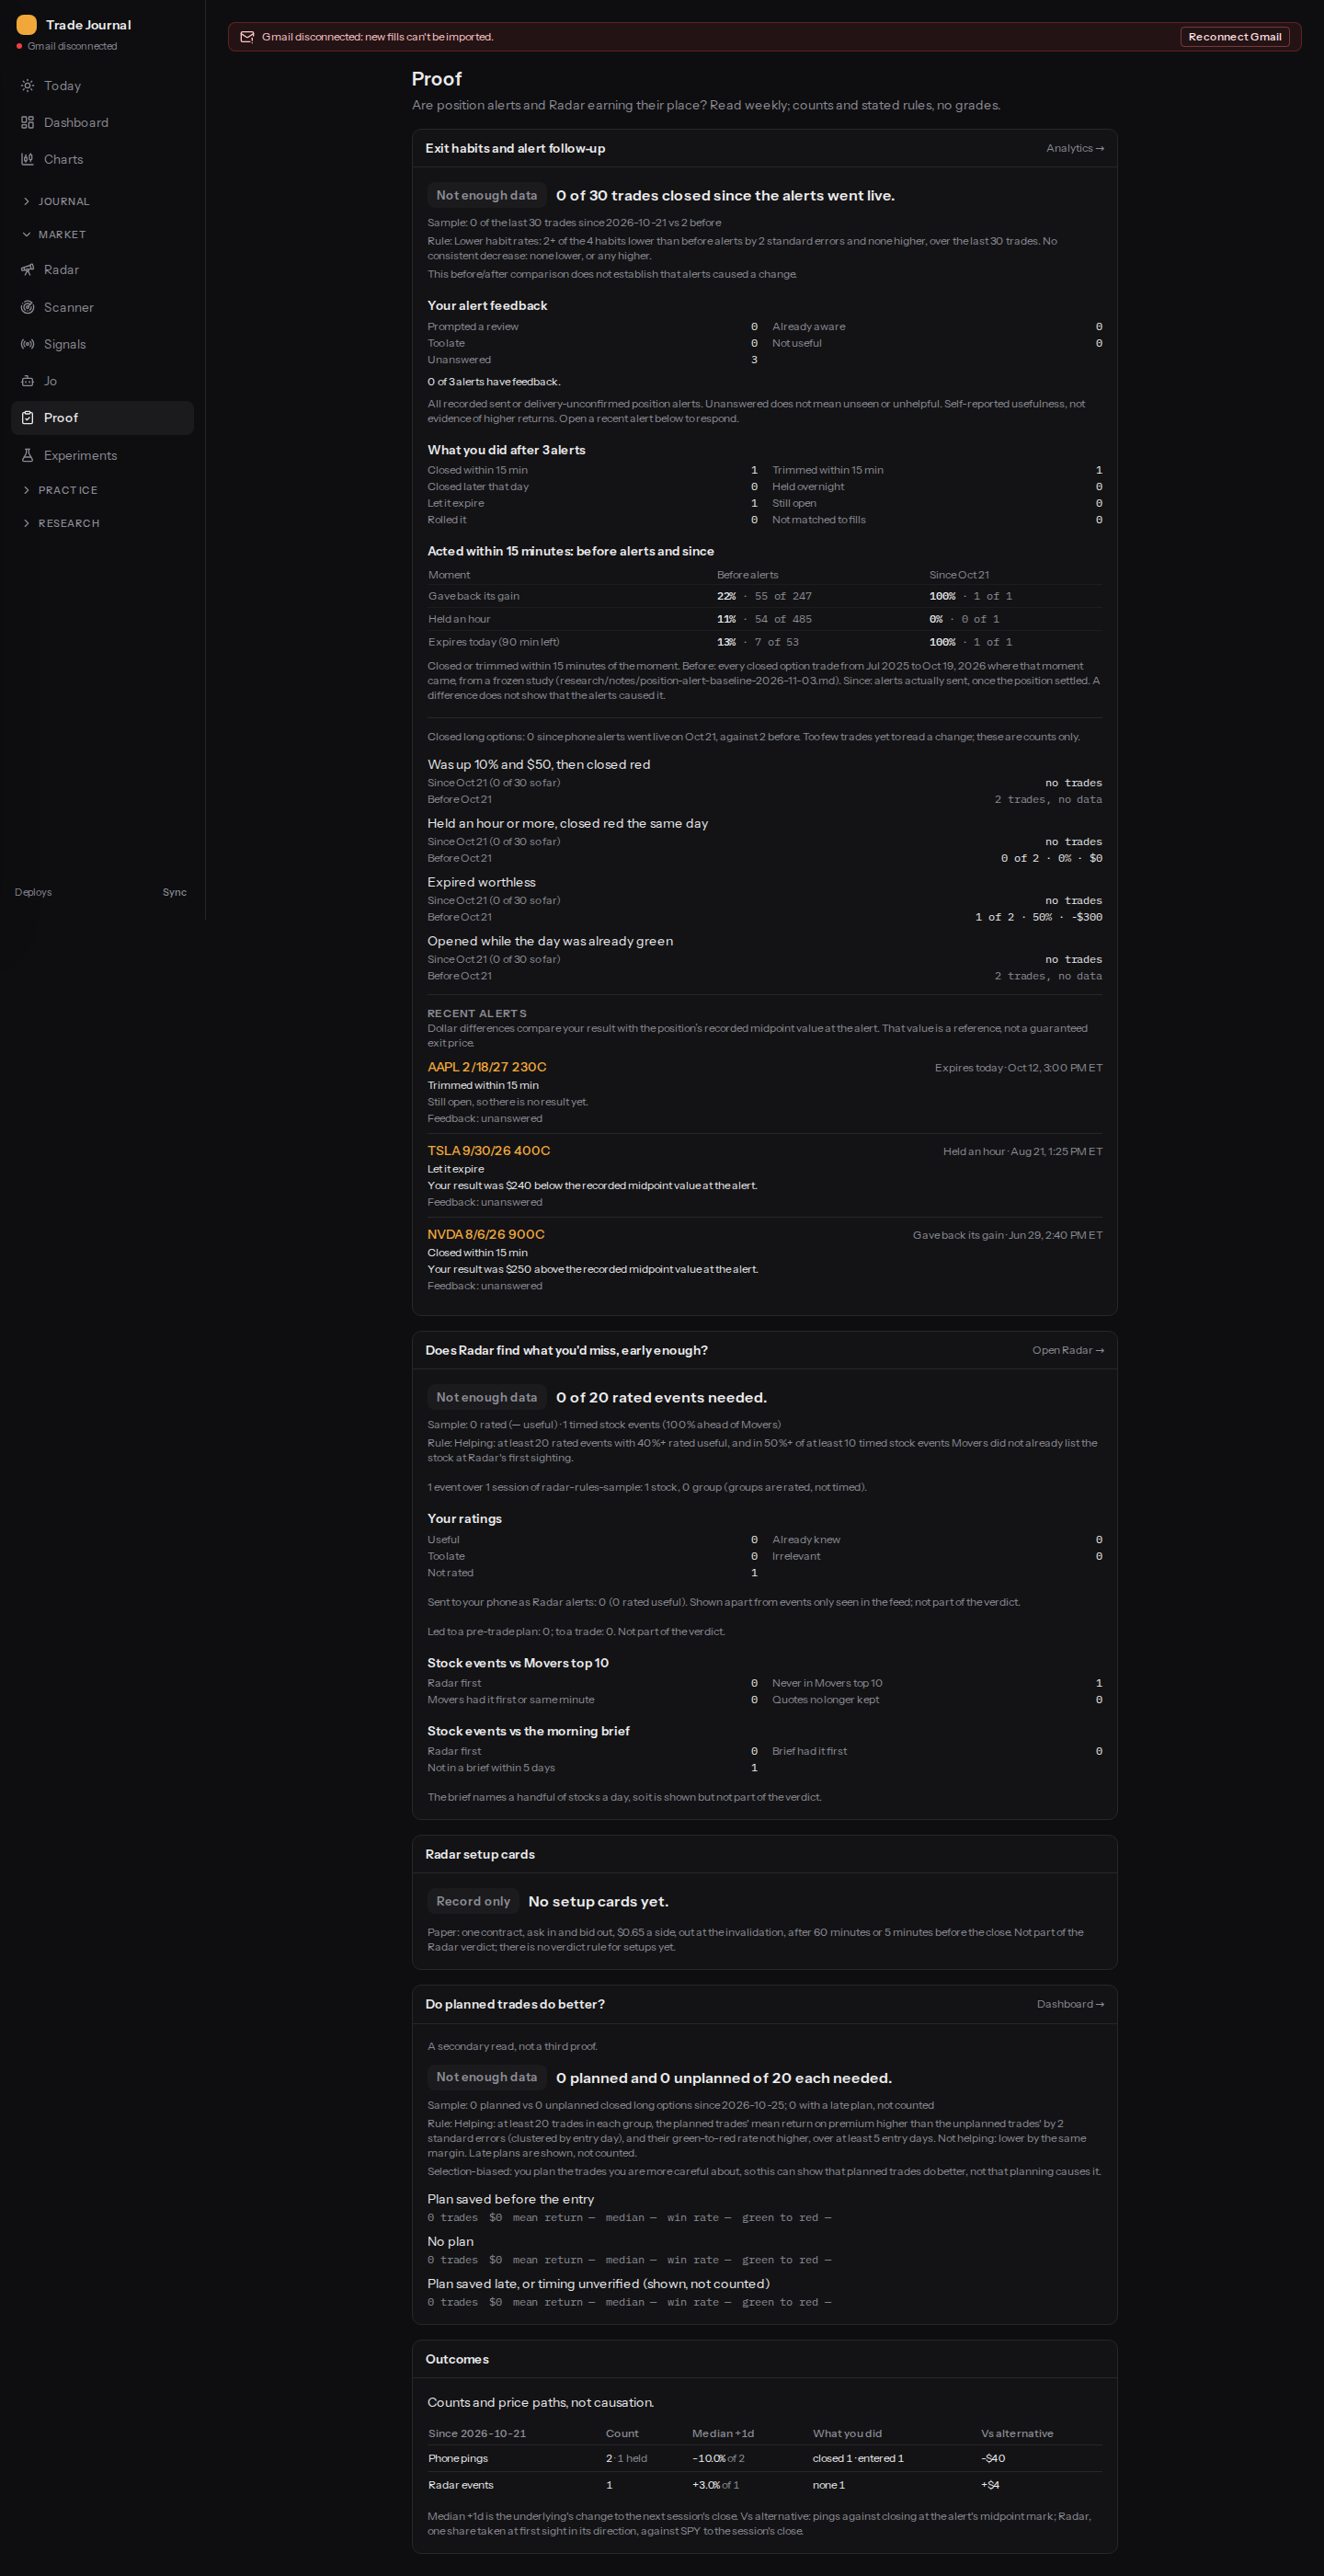 Trade Journal
Gmail disconnected
Today
Dashboard
Charts
JOURNAL
MARKET
Radar
Scanner
Signals
Jo
Proof
Experiments
PRACTICE
RESEARCH
Deploys
Sync
Gmail disconnected: new fills can't be imported.
Reconnect Gmail
Proof
Are position alerts and Radar earning their place? Read weekly; counts and stated rules, no grades.
Exit habits and alert follow-up
Analytics →
Not enough data
0 of 30 trades closed since the alerts went live.
Sample: 0 of the last 30 trades since 2026-10-21 vs 2 before
Rule: Lower habit rates: 2+ of the 4 habits lower than before alerts by 2 standard errors and none higher, over the last 30 trades. No
consistent decrease: none lower, or any higher.
This before/after comparison does not establish that alerts caused a change.
Your alert feedback
Prompted a review 0 Already aware 0
Too late 0 Not useful 0
Unanswered 3
0 of 3 alerts have feedback.
All recorded sent or delivery-unconfirmed position alerts. Unanswered does not mean unseen or unhelpful. Self-reported usefulness, not
evidence of higher returns. Open a recent alert below to respond.
What you did after 3 alerts
Closed within 15 min 1 Trimmed within 15 min 1
Closed later that day 0 Held overnight 0
Let it expire 1 Still open 0
Rolled it 0 Not matched to fills 0
Acted within 15 minutes: before alerts and since
Moment Before alerts Since Oct 21
Gave back its gain 22% · 55 of 247 100% · 1 of 1
Held an hour 11% · 54 of 485 0% · 0 of 1
Expires today (90 min left) 13% · 7 of 53 100% · 1 of 1
Closed or trimmed within 15 minutes of the moment. Before: every closed option trade from Jul 2025 to Oct 19, 2026 where that moment
came, from a frozen study (research/notes/position-alert-baseline-2026-11-03.md). Since: alerts actually sent, once the position settled. A
difference does not show that the alerts caused it.
Closed long options: 0 since phone alerts went live on Oct 21, against 2 before. Too few trades yet to read a change; these are counts only.
Was up 10% and $50, then closed red
Since Oct 21 (0 of 30 so far) no trades
Before Oct 21 2 trades, no data
Held an hour or more, closed red the same day
Since Oct 21 (0 of 30 so far) no trades
Before Oct 21 0 of 2 · 0% · $0
Expired worthless
Since Oct 21 (0 of 30 so far) no trades
Before Oct 21 1 of 2 · 50% · -$300
Opened while the day was already green
Since Oct 21 (0 of 30 so far) no trades
Before Oct 21 2 trades, no data
RECENT ALERTS
Dollar differences compare your result with the position's recorded midpoint value at the alert. That value is a reference, not a guaranteed
exit price.
AAPL 2/18/27 230C Expires today · Oct 12, 3:00 PM ET
Trimmed within 15 min
Still open, so there is no result yet.
Feedback: unanswered
TSLA 9/30/26 400C Held an hour · Aug 21, 1:25 PM ET
Let it expire
Your result was $240 below the recorded midpoint value at the alert.
Feedback: unanswered
NVDA 8/6/26 900C Gave back its gain · Jun 29, 2:40 PM ET
Closed within 15 min
Your result was $250 above the recorded midpoint value at the alert.
Feedback: unanswered
Does Radar find what you'd miss, early enough?
Open Radar →
Not enough data
0 of 20 rated events needed.
Sample: 0 rated (— useful) · 1 timed stock events (100% ahead of Movers)
Rule: Helping: at least 20 rated events with 40%+ rated useful, and in 50%+ of at least 10 timed stock events Movers did not already list the
stock at Radar's first sighting.
1 event over 1 session of radar-rules-sample: 1 stock, 0 group (groups are rated, not timed).
Your ratings
Useful 0 Already knew 0
Too late 0 Irrelevant 0
Not rated 1
Sent to your phone as Radar alerts: 0 (0 rated useful). Shown apart from events only seen in the feed; not part of the verdict.
Led to a pre-trade plan: 0; to a trade: 0. Not part of the verdict.
Stock events vs Movers top 10
Radar first 0 Never in Movers top 10 1
Movers had it first or same minute 0 Quotes no longer kept 0
Stock events vs the morning brief
Radar first 0 Brief had it first 0
Not in a brief within 5 days 1
The brief names a handful of stocks a day, so it is shown but not part of the verdict.
Radar setup cards
Record only
No setup cards yet.
Paper: one contract, ask in and bid out, $0.65 a side, out at the invalidation, after 60 minutes or 5 minutes before the close. Not part of the
Radar verdict; there is no verdict rule for setups yet.
Do planned trades do better?
Dashboard →
A secondary read, not a third proof.
Not enough data
0 planned and 0 unplanned of 20 each needed.
Sample: 0 planned vs 0 unplanned closed long options since 2026-10-25; 0 with a late plan, not counted
Rule: Helping: at least 20 trades in each group, the planned trades' mean return on premium higher than the unplanned trades' by 2
standard errors (clustered by entry day), and their green-to-red rate not higher, over at least 5 entry days. Not helping: lower by the same
margin. Late plans are shown, not counted.
Selection-biased: you plan the trades you are more careful about, so this can show that planned trades do better, not that planning causes it.
Plan saved before the entry
0 trades $0 mean return — median — win rate — green to red —
No plan
0 trades $0 mean return — median — win rate — green to red —
Plan saved late, or timing unverified (shown, not counted)
0 trades $0 mean return — median — win rate — green to red —
Outcomes
Counts and price paths, not causation.
Since 2026-10-21 Count Median +1d What you did Vs alternative
Phone pings 2 · 1 held -10.0% of 2 closed 1 · entered 1 -$40
Radar events 1 +3.0% of 1 none 1 +$4
Median +1d is the underlying's change to the next session's close. Vs alternative: pings against closing at the alert's midpoint mark; Radar,
one share taken at first sight in its direction, against SPY to the session's close.